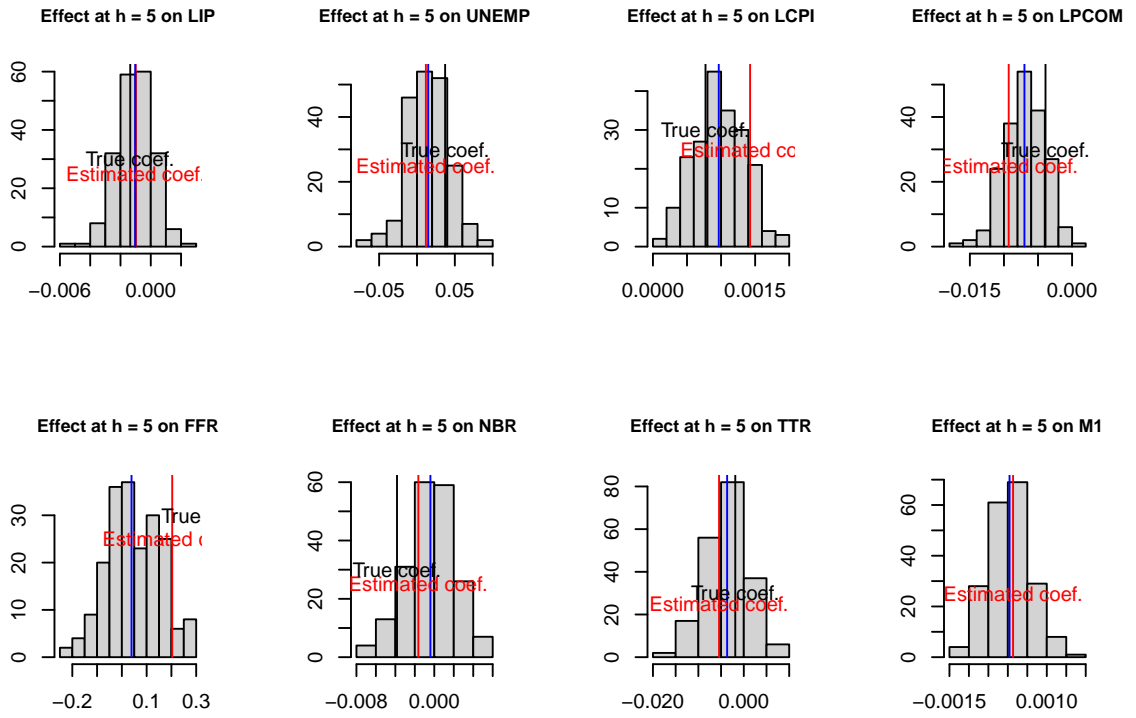 Effect at h = 5 on LIP
60
50
40
30
20
10
0
True coef.
Estimated coef.
−0.006
0.000
Effect at h = 5 on UNEMP
40
20
0
True coef.
Estimated coef.
−0.05
0.05
Effect at h = 5 on LCPI
30
10
0
True coef.
Estimated co
0.0000
0.0015
Effect at h = 5 on LPCOM
40
20
0
True coef.
Estimated coef.
−0.015
0.000
Effect at h = 5 on FFR
30
20
10
0
True
Estimated c
−0.2
0.1
0.3
Effect at h = 5 on NBR
60
40
20
0
True coef.
Estimated coef.
−0.008
0.000
Effect at h = 5 on TTR
80
60
40
20
0
True coef.
Estimated coef.
−0.020
0.000
Effect at h = 5 on M1
60
40
20
0
Estimated coef.
−0.0015
0.0010